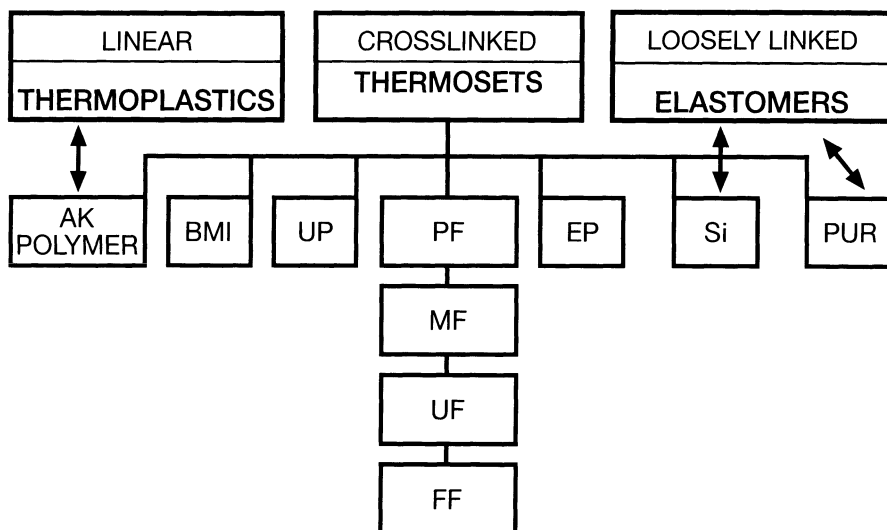 LINEAR
THERMOPLASTICS
CROSSLINKED
THERMOSETS
LOOSELY LINKED
ELASTOMERS
AK
POLYMER
BMI
UP
PF
EP
Si
PUR
MF
UF
FF